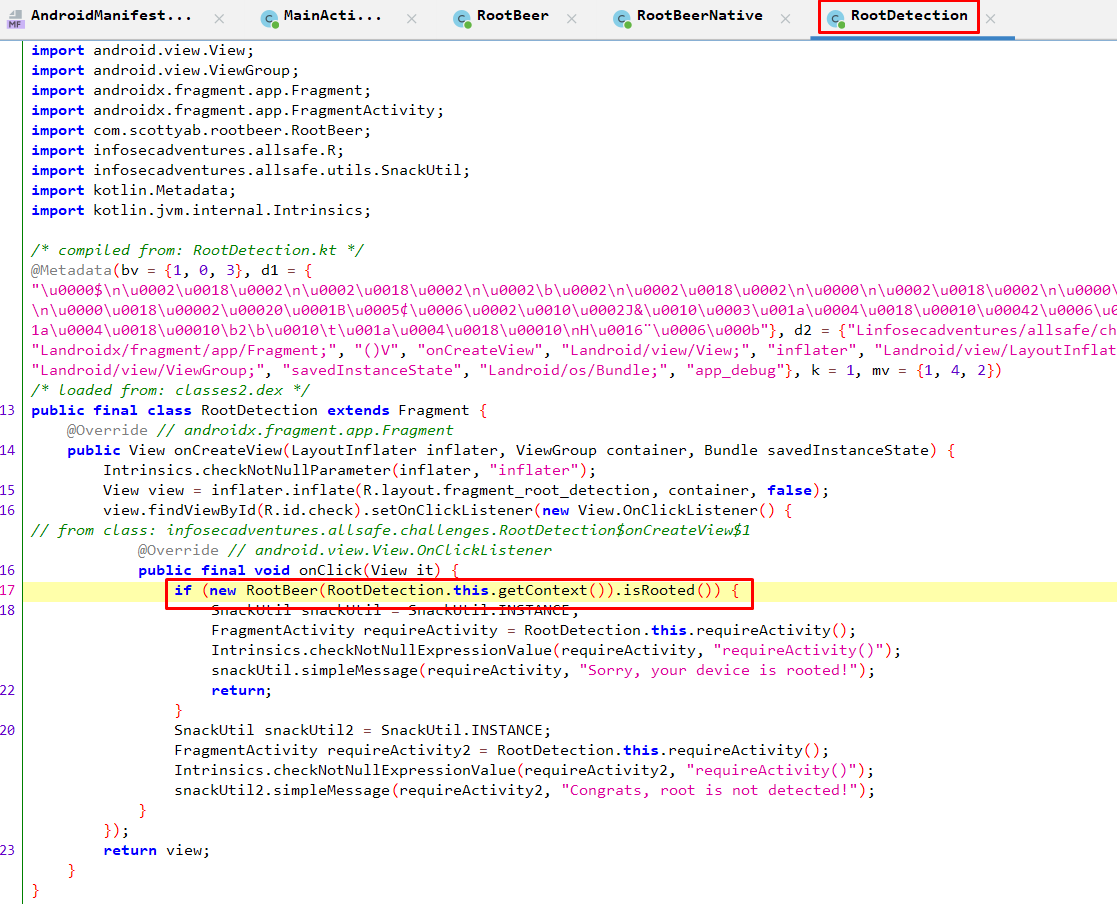 AndroidManifest... MainActi... RootBeer RootBeerNative RootDetection
import android.view.View;
import android.view.ViewGroup;
import androidx.fragment.app.Fragment;
import androidx.fragment.app.FragmentActivity;
import com.scottyab.rootbeer.RootBeer;
import infosecadventures.allsafe.R;
import infosecadventures.allsafe.utils.SnackUtil;
import kotlin.Metadata;
import kotlin.jvm.internal.Intrinsics;
/* compiled from: RootDetection.kt */
@Metadata(bv = {1, 0, 3}, d1 = {
"\u0000$\n\u0002\u0018\u0002\n\u0002\u0018\u0002\n\u0002\b\u0002\n\u0002\u0018\u0002\n\u0000\n\u0002\u0018\u0002\n\u0000\
\n\u0000\u0018\u00002\u00020\u0001B\u0005¢\u0006\u0002\u0010\u0002J&\u0010\u0003\u001a\u0004\u0018\u00010\u00042\u0006\u0
1a\u0004\u0018\u00010\b2\b\u0010\t\u001a\u0004\u0018\u00010\nH\u0016¨\u0006\u000b"}, d2 = {"Linfosecadventures/allsafe/ch
"Landroidx/fragment/app/Fragment;", "()V", "onCreateView", "Landroid/view/View;", "inflater", "Landroid/view/LayoutInflat
"Landroid/view/ViewGroup;", "savedInstanceState", "Landroid/os/Bundle;", "app_debug"}, k = 1, mv = {1, 4, 2})
/* loaded from: classes2.dex */
13 public final class RootDetection extends Fragment {
@Override // androidx.fragment.app.Fragment
14 public View onCreateView(LayoutInflater inflater, ViewGroup container, Bundle savedInstanceState) {
Intrinsics.checkNotNullParameter(inflater, "inflater");
15 View view = inflater.inflate(R.layout.fragment_root_detection, container, false);
16 view.findViewById(R.id.check).setOnClickListener(new View.OnClickListener() {
// from class: infosecadventures.allsafe.challenges.RootDetection$onCreateView$1
@Override // android.view.View.OnClickListener
16 public final void onClick(View it) {
17 if (new RootBeer(RootDetection.this.getContext()).isRooted()) {
18 SnackUtil snackUtil = SnackUtil.INSTANCE;
FragmentActivity requireActivity = RootDetection.this.requireActivity();
Intrinsics.checkNotNullExpressionValue(requireActivity, "requireActivity()");
snackUtil.simpleMessage(requireActivity, "Sorry, your device is rooted!");
22 return;
}
20 SnackUtil snackUtil2 = SnackUtil.INSTANCE;
FragmentActivity requireActivity2 = RootDetection.this.requireActivity();
Intrinsics.checkNotNullExpressionValue(requireActivity2, "requireActivity()");
snackUtil2.simpleMessage(requireActivity2, "Congrats, root is not detected!");
}
});
23 return view;
}
}